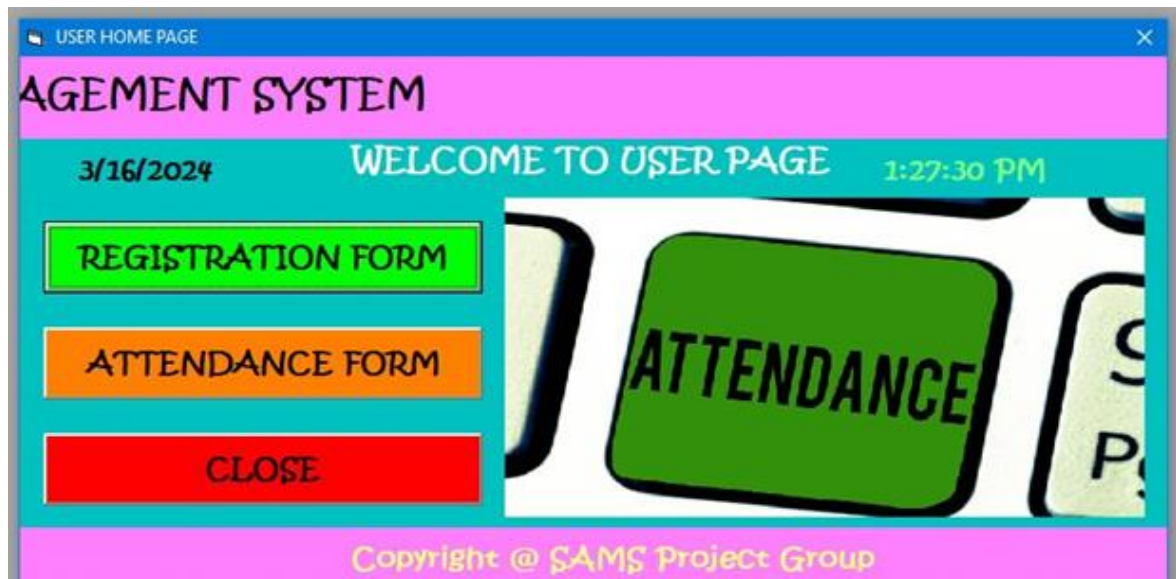 USER HOME PAGE
AGEMENT SYSTEM
3/16/2024
WELCOME TO USER PAGE
1:27:30 PM
REGISTRATION FORM
ATTENDANCE FORM
CLOSE
ATTENDANCE
S
Pg
Copyright @ SAMS Project Group